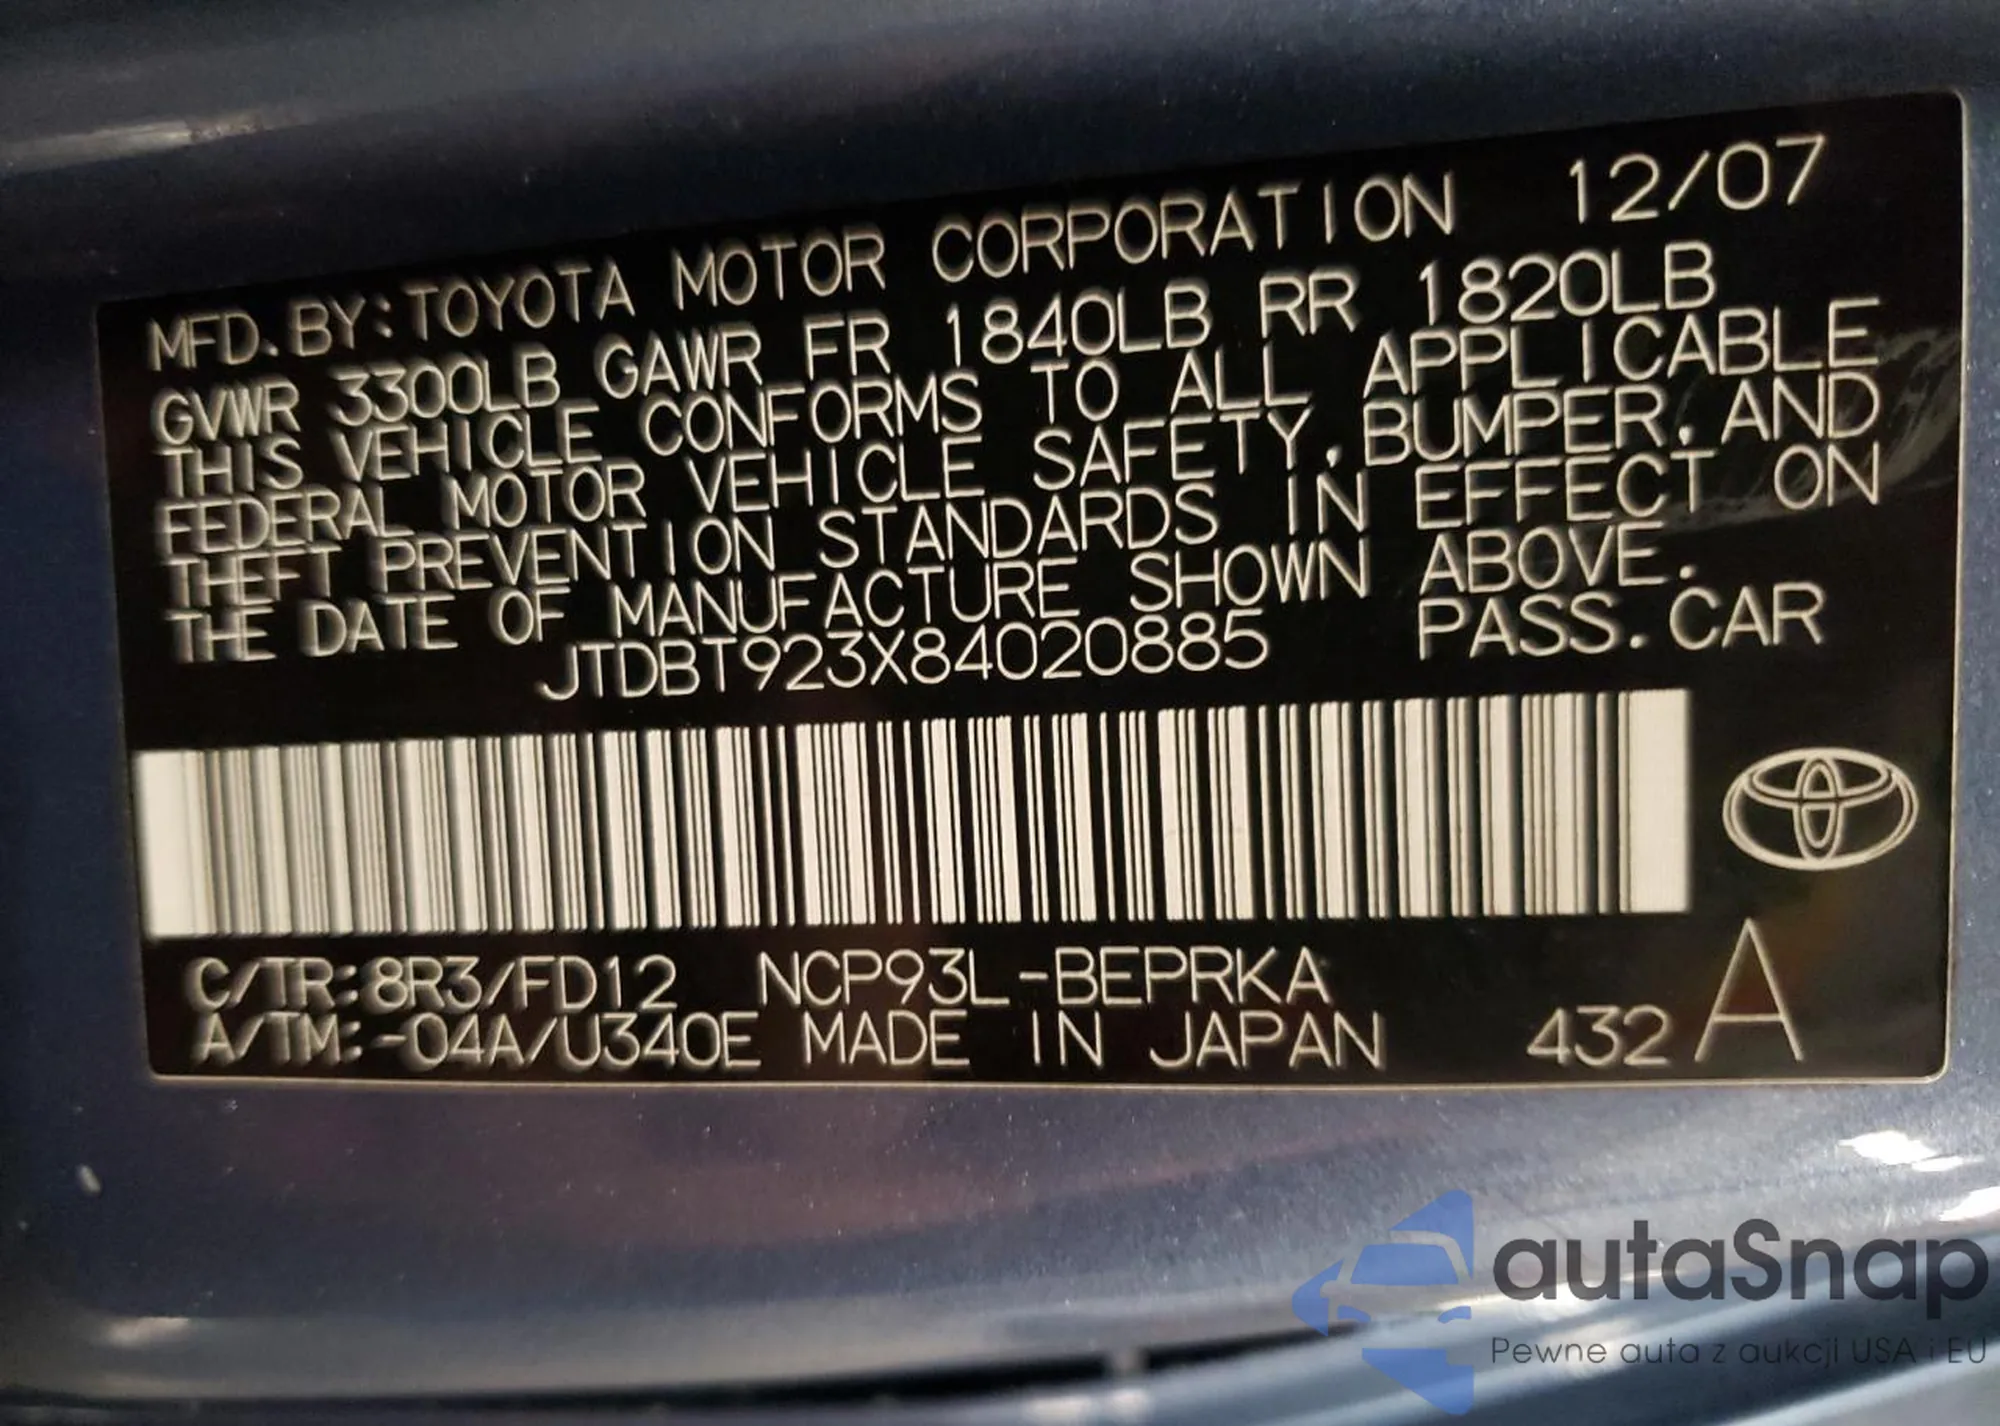 MFD. BY: TOYOTA MOTOR CORPORATION 12/07
GVWR 3300LB GAWR FR 1840LB RR 1820LB
THIS VEHICLE CONFORMS TO ALL APPLICABLE
FEDERAL MOTOR VEHICLE SAFETY, BUMPER, AND
THEFT PREVENTION STANDARDS IN EFFECT ON
THE DATE OF MANUFACTURE SHOWN ABOVE.
JTDBT923X84020885 PASS. CAR
C/TR:8R3/FD12 NCP93L-BEPRKA
A/TM:-04A/U340E MADE IN JAPAN 432 A
autaSnap
Pewne auta z aukcji USA i EU